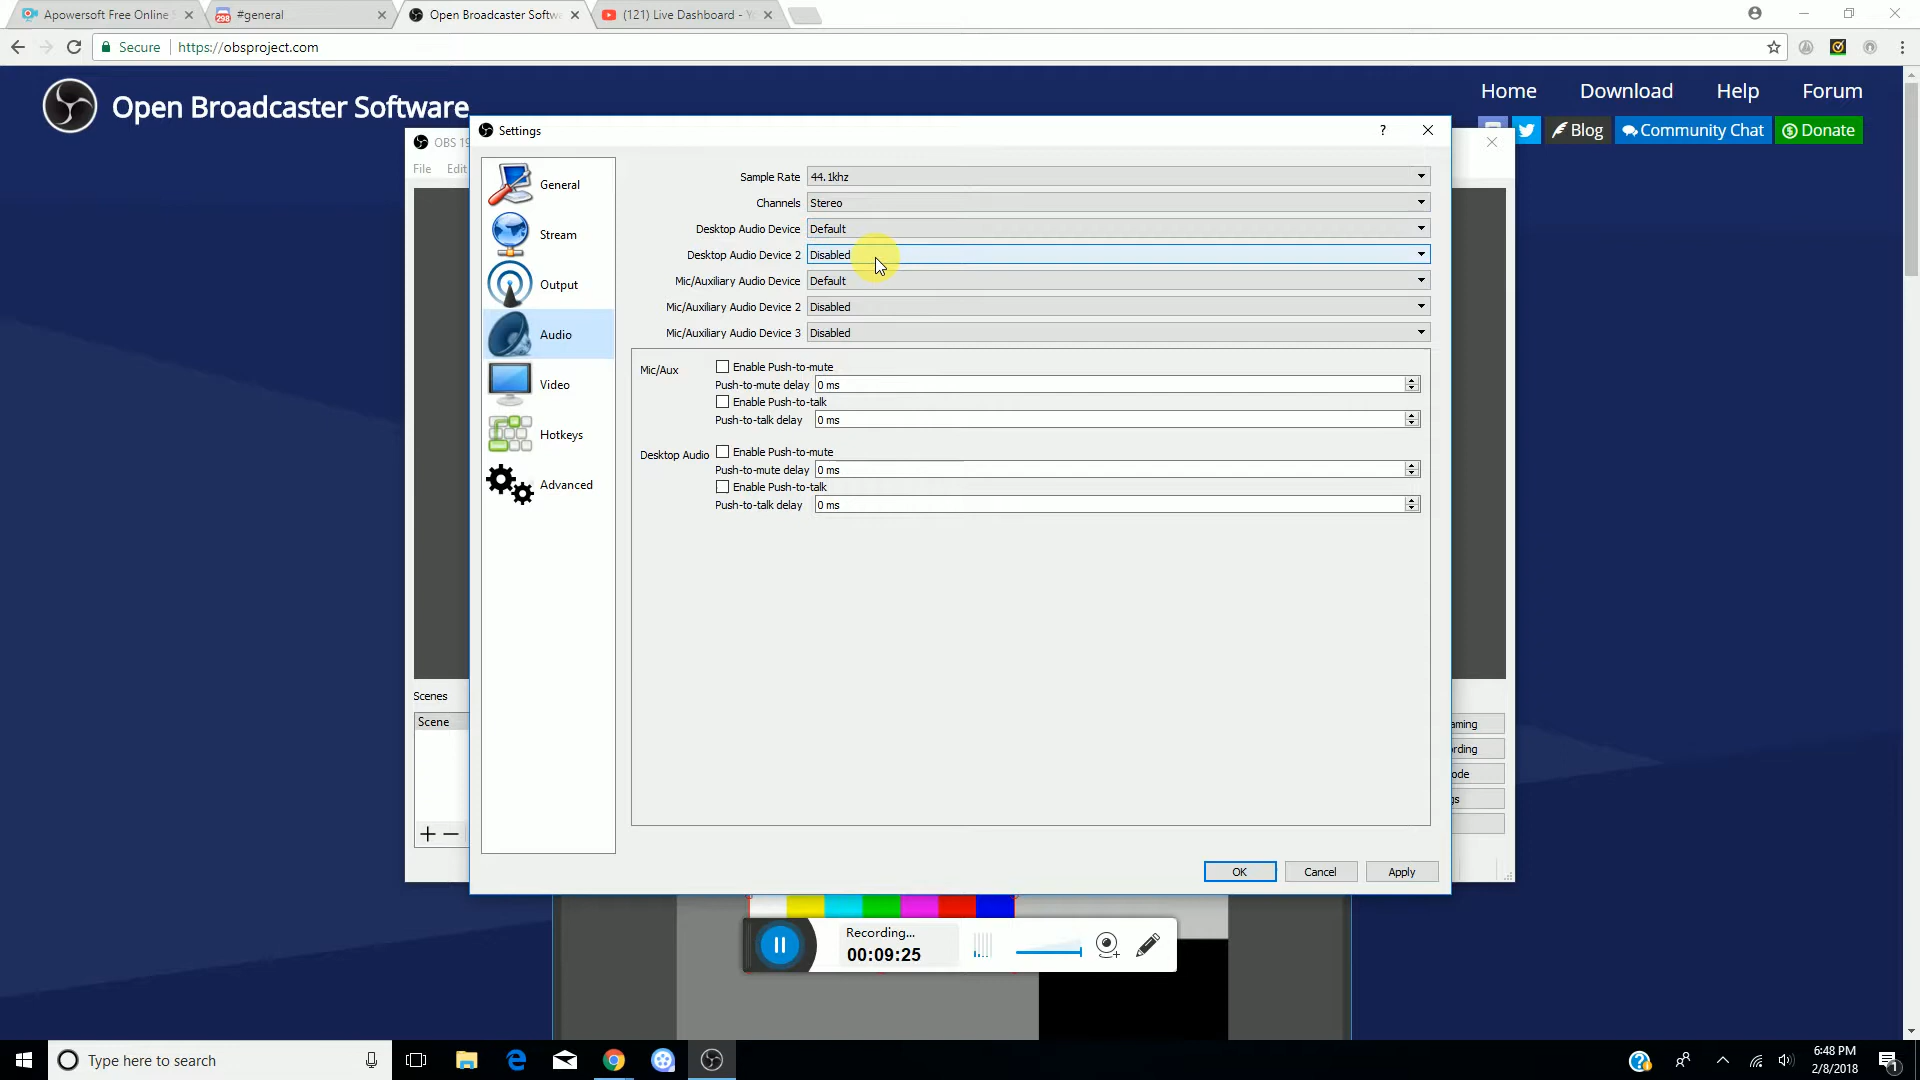 Apowersoft Free Online S
298
#general
Open Broadcaster Softwa
(121) Live Dashboard - Y
Secure
https://obsproject.com
Open Broadcaster Software
Home
Download
Help
Forum
Blog
Community Chat
Donate
OBS 19
File
Edit
Settings
?
General
Stream
Output
Audio
Video
Hotkeys
Advanced
Sample Rate
44.1khz
Channels
Stereo
Desktop Audio Device
Default
Desktop Audio Device 2
Disabled
Mic/Auxiliary Audio Device
Default
Mic/Auxiliary Audio Device 2
Disabled
Mic/Auxiliary Audio Device 3
Disabled
Mic/Aux
Enable Push-to-mute
Push-to-mute delay
0 ms
Enable Push-to-talk
Push-to-talk delay
0 ms
Desktop Audio
Enable Push-to-mute
Push-to-mute delay
0 ms
Enable Push-to-talk
Push-to-talk delay
0 ms
Scenes
Scene
aming
ording
ode
gs
OK
Cancel
Apply
Recording...
00:09:25
Type here to search
6:48 PM
2/8/2018
1